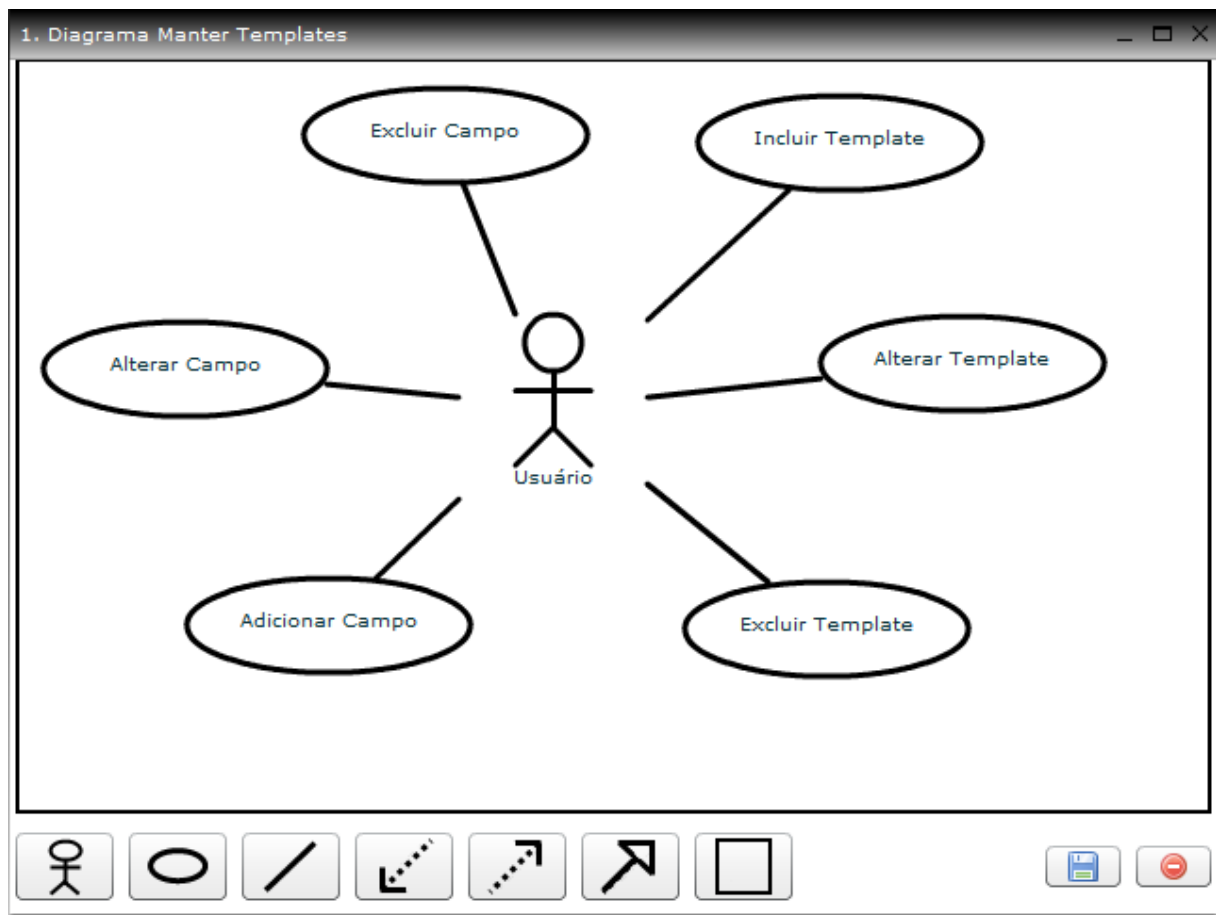 1. Diagrama Manter Templates
Excluir Campo
Incluir Template
Alterar Campo
Alterar Template
Usuário
Adicionar Campo
Excluir Template